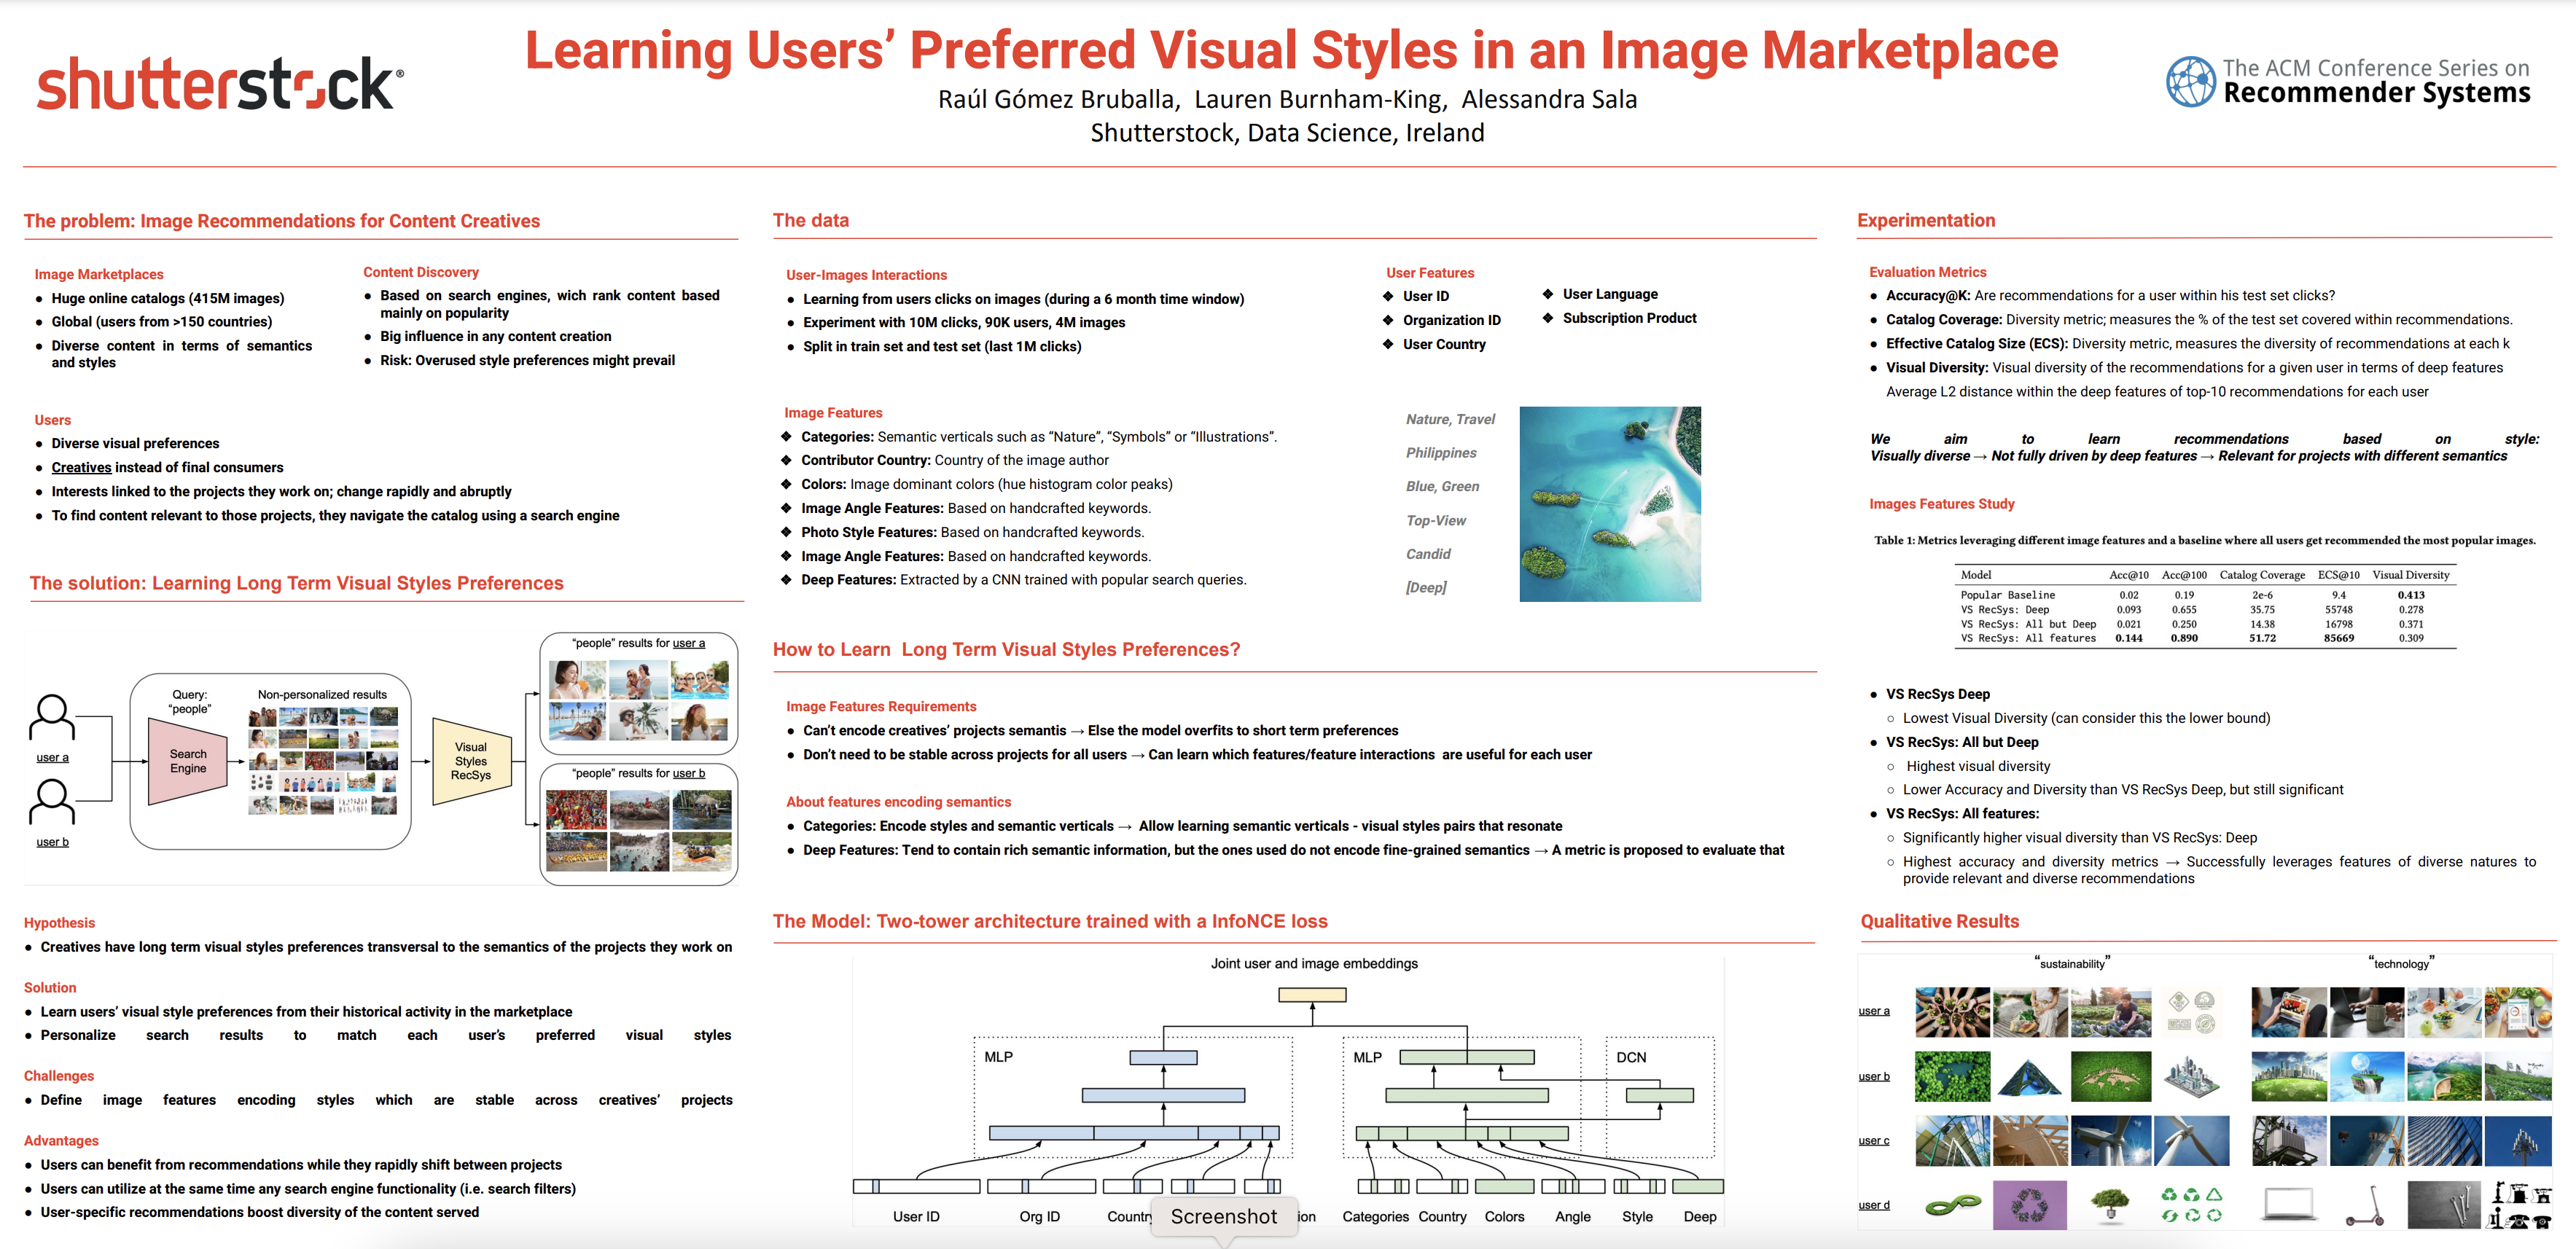 shutterstock®
Learning Users’ Preferred Visual Styles in an Image Marketplace
Raúl Gómez Bruballa, Lauren Burnham-King, Alessandra Sala
Shutterstock, Data Science, Ireland
The ACM Conference Series on
Recommender Systems
The problem: Image Recommendations for Content Creatives
Image Marketplaces
● Huge online catalogs (415M images)
● Global (users from >150 countries)
● Diverse content in terms of semantics
and styles
Content Discovery
● Based on search engines, wich rank content based
mainly on popularity
● Big influence in any content creation
● Risk: Overused style preferences might prevail
Users
● Diverse visual preferences
● Creatives instead of final consumers
● Interests linked to the projects they work on; change rapidly and abruptly
● To find content relevant to those projects, they navigate the catalog using a search engine
The solution: Learning Long Term Visual Styles Preferences
user a
user b
Query:
“people”
Search
Engine
Non-personalized results
Visual
Styles
RecSys
“people” results for user a
“people” results for user b
Hypothesis
● Creatives have long term visual styles preferences transversal to the semantics of the projects they work on
Solution
● Learn users’ visual style preferences from their historical activity in the marketplace
● Personalize search results to match each user’s preferred visual styles
Challenges
● Define image features encoding styles which are stable across creatives’ projects
Advantages
● Users can benefit from recommendations while they rapidly shift between projects
● Users can utilize at the same time any search engine functionality (i.e. search filters)
● User-specific recommendations boost diversity of the content served
The data
User-Images Interactions
● Learning from users clicks on images (during a 6 month time window)
● Experiment with 10M clicks, 90K users, 4M images
● Split in train set and test set (last 1M clicks)
User Features
❖ User ID
❖ Organization ID
❖ User Country
❖ User Language
❖ Subscription Product
Image Features
❖ Categories: Semantic verticals such as “Nature”, “Symbols” or “Illustrations”.
❖ Contributor Country: Country of the image author
❖ Colors: Image dominant colors (hue histogram color peaks)
❖ Image Angle Features: Based on handcrafted keywords.
❖ Photo Style Features: Based on handcrafted keywords.
❖ Image Angle Features: Based on handcrafted keywords.
❖ Deep Features: Extracted by a CNN trained with popular search queries.
Nature, Travel
Philippines
Blue, Green
Top-View
Candid
[Deep]
How to Learn Long Term Visual Styles Preferences?
Image Features Requirements
● Can’t encode creatives’ projects semantis → Else the model overfits to short term preferences
● Don’t need to be stable across projects for all users → Can learn which features/feature interactions are useful for each user
About features encoding semantics
● Categories: Encode styles and semantic verticals → Allow learning semantic verticals - visual styles pairs that resonate
● Deep Features: Tend to contain rich semantic information, but the ones used do not encode fine-grained semantics → A metric is proposed to evaluate that
The Model: Two-tower architecture trained with a InfoNCE loss
Joint user and image embeddings
MLP
MLP
DCN
User ID
Org ID
Country
Screenshot
ion
Categories
Country
Colors
Angle
Style
Deep
Experimentation
Evaluation Metrics
● Accuracy@K: Are recommendations for a user within his test set clicks?
● Catalog Coverage: Diversity metric; measures the % of the test set covered within recommendations.
● Effective Catalog Size (ECS): Diversity metric, measures the diversity of recommendations at each k
● Visual Diversity: Visual diversity of the recommendations for a given user in terms of deep features
Average L2 distance within the deep features of top-10 recommendations for each user
We aim to learn recommendations based on style:
Visually diverse → Not fully driven by deep features → Relevant for projects with different semantics
Images Features Study
Table 1: Metrics leveraging different image features and a baseline where all users get recommended the most popular images.
Model Acc@10 Acc@100 Catalog Coverage ECS@10 Visual Diversity
Popular Baseline 0.02 0.19 2e-6 9.4 0.413
VS RecSys: Deep 0.093 0.655 35.75 55748 0.278
VS RecSys: All but Deep 0.021 0.250 14.38 16798 0.371
VS RecSys: All features 0.144 0.890 51.72 85669 0.309
● VS RecSys Deep
○ Lowest Visual Diversity (can consider this the lower bound)
● VS RecSys: All but Deep
○ Highest visual diversity
○ Lower Accuracy and Diversity than VS RecSys Deep, but still significant
● VS RecSys: All features:
○ Significantly higher visual diversity than VS RecSys: Deep
○ Highest accuracy and diversity metrics → Successfully leverages features of diverse natures to
provide relevant and diverse recommendations
Qualitative Results
“sustainability”
“technology”
user a
user b
user c
user d